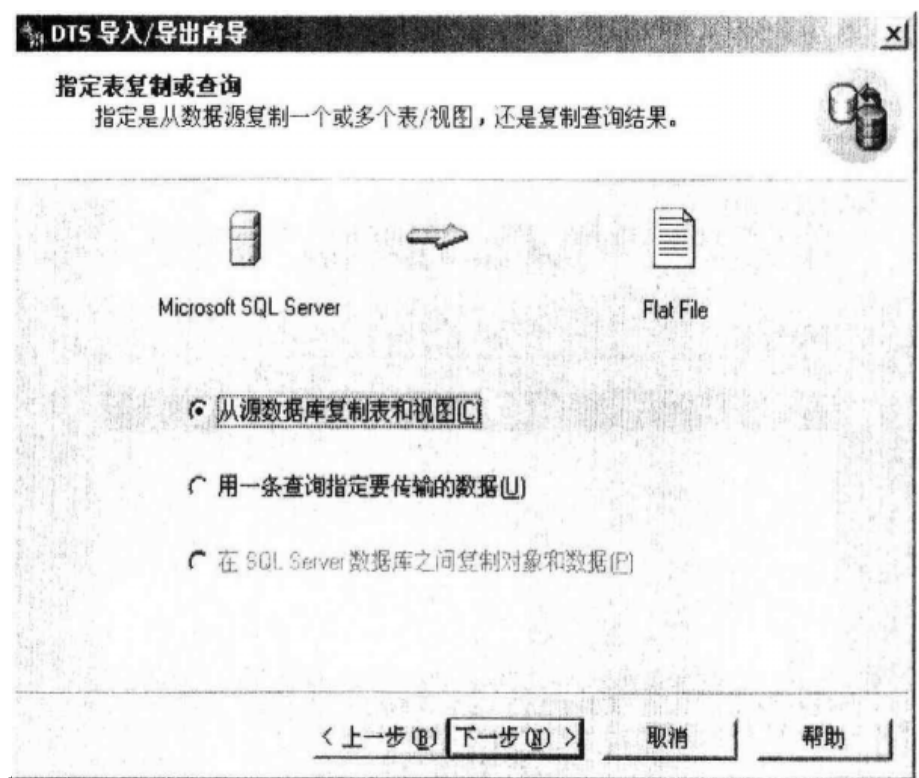 DTS 导入/导出向导
指定表复制或查询
指定是从数据源复制一个或多个表/视图，还是复制查询结果。
Microsoft SQL Server
Flat File
从源数据库复制表和视图(C)
用一条查询指定要传输的数据(U)
在 SQL Server 数据库之间复制对象和数据(P)
< 上一步(B) 下一步(N) > 取消 帮助